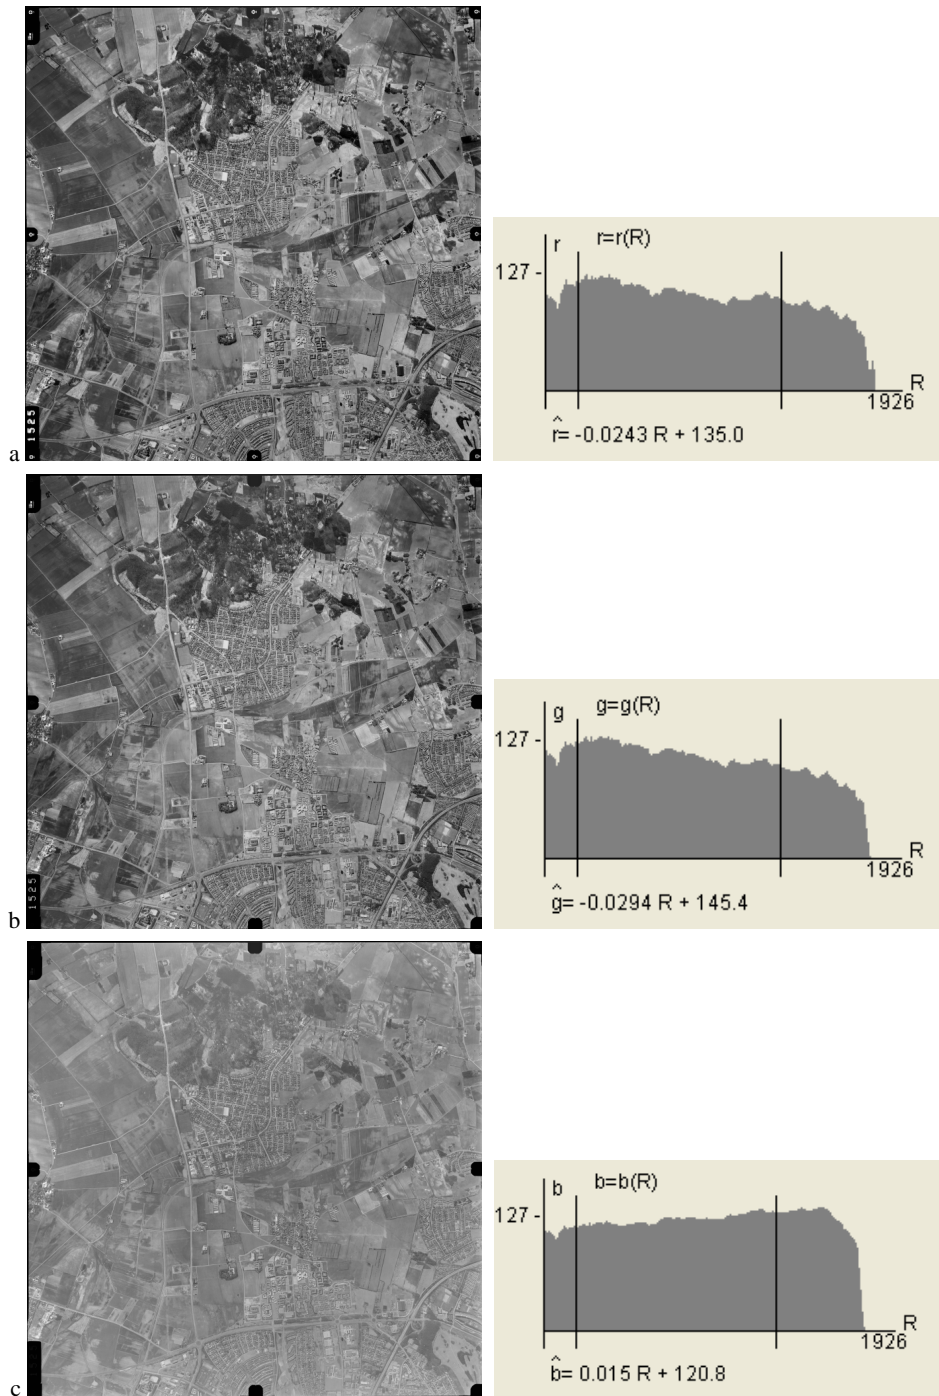 r
r=r(R)
127 -
R
1926
r̂= -0.0243 R + 135.0
1525
a
g
g=g(R)
127 -
R
1926
ĝ= -0.0294 R + 145.4
1525
b
b
b=b(R)
127 -
R
1926
b̂= 0.015 R + 120.8
c